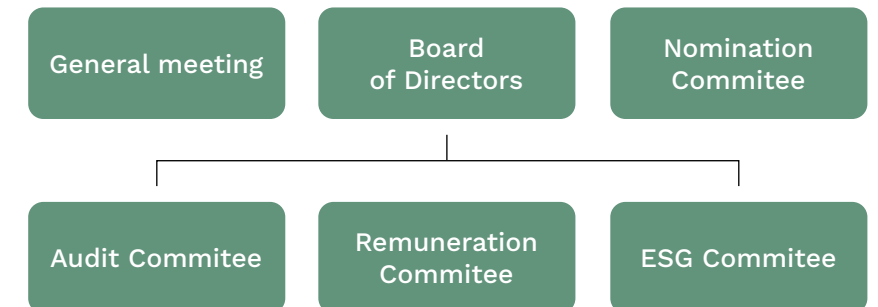 General meeting
Board
of Directors
Nomination
Commitee
Audit Commitee
Remuneration
Commitee
ESG Commitee